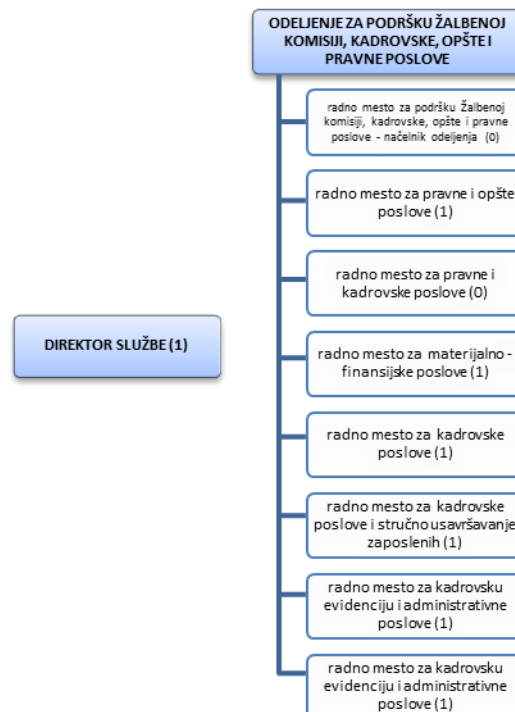 ODELJENJE ZA PODRŠKU ŽALBENOJ
KOMISIJI, KADROVSKE, OPŠTE I
PRAVNE POSLOVE
radno mesto za podršku Žalbenoj
komisiji, kadrovske, opšte i pravne
poslove - načelnik odeljenja (0)
radno mesto za pravne i opšte
poslove (1)
radno mesto za pravne i
kadrovske poslove (0)
DIREKTOR SLUŽBE (1)
radno mesto za materijalno -
finansijske poslove (1)
radno mesto za kadrovske
poslove (1)
radno mesto za kadrovske
poslove i stručno usavršavanje
zaposlenih (1)
radno mesto za kadrovsku
evidenciju i administrativne
poslove (1)
radno mesto za kadrovsku
evidenciju i administrativne
poslove (1)